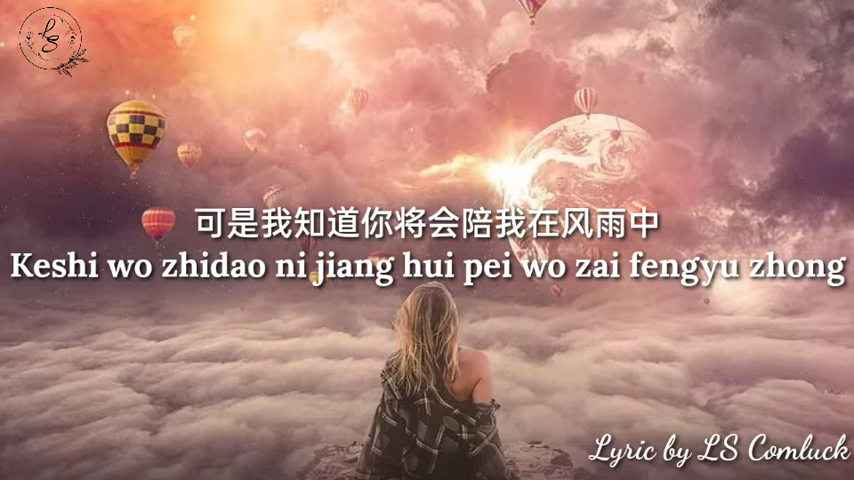 LS
可是我知道你将会陪我在风雨中
Keshi wo zhidao ni jiang hui pei wo zai fengyu zhong
Lyric by LS Comluck